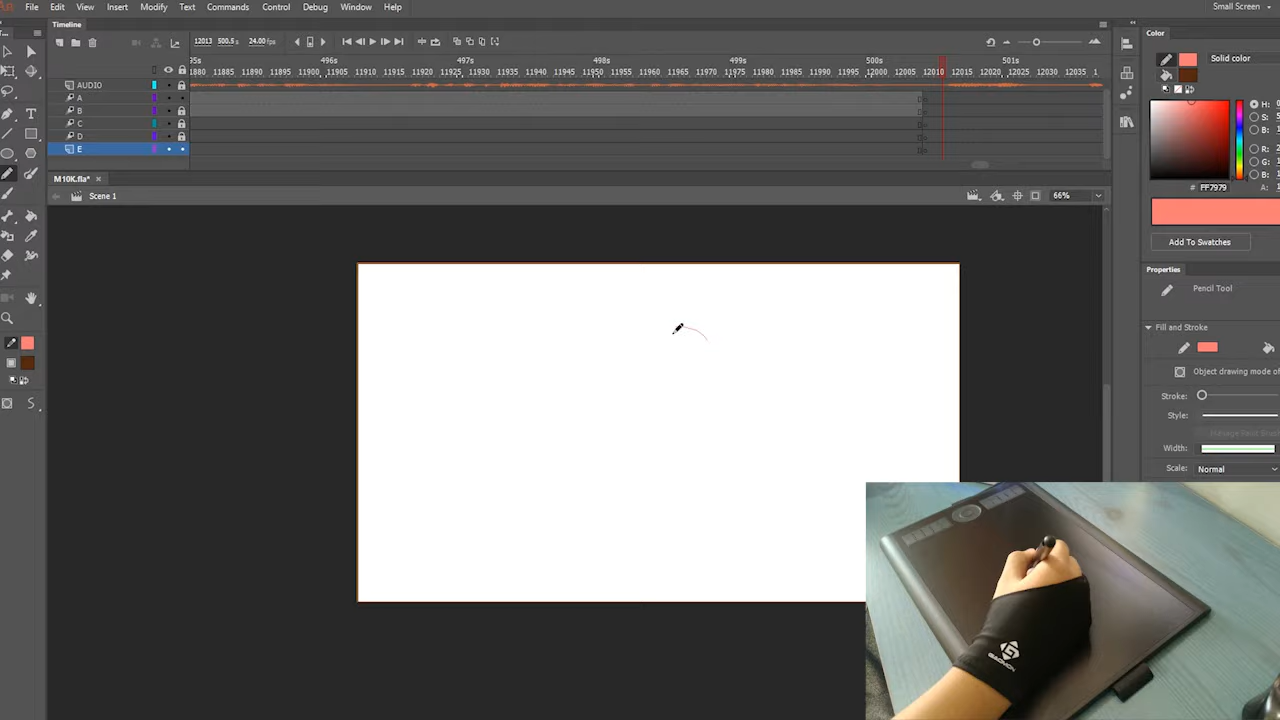 File Edit View Insert Modify Text Commands Control Debug Window Help
Small Screen
Timeline
Color
12013 500.5 s 24.00 fps
Solid color
95s 496s 497s 498s 499s 500s 501s
11880 11885 11890 11895 11900 11905 11910 11915 11920 11925 11930 11935 11940 11945 11950 11955 11960 11965 11970 11975 11980 11985 11990 11995 12000 12005 12010 12015 12020 12025 12030 12035 1
AUDIO
A
B
C
D
E
H: 0
S:
B:
R: 2
G:
B:
M10K.fla*
# FF7979 A:
Scene 1
66%
Add To Swatches
Properties
Pencil Tool
Fill and Stroke
Object drawing mode of
Stroke:
Style:
Width:
Scale: Normal
GAOMON